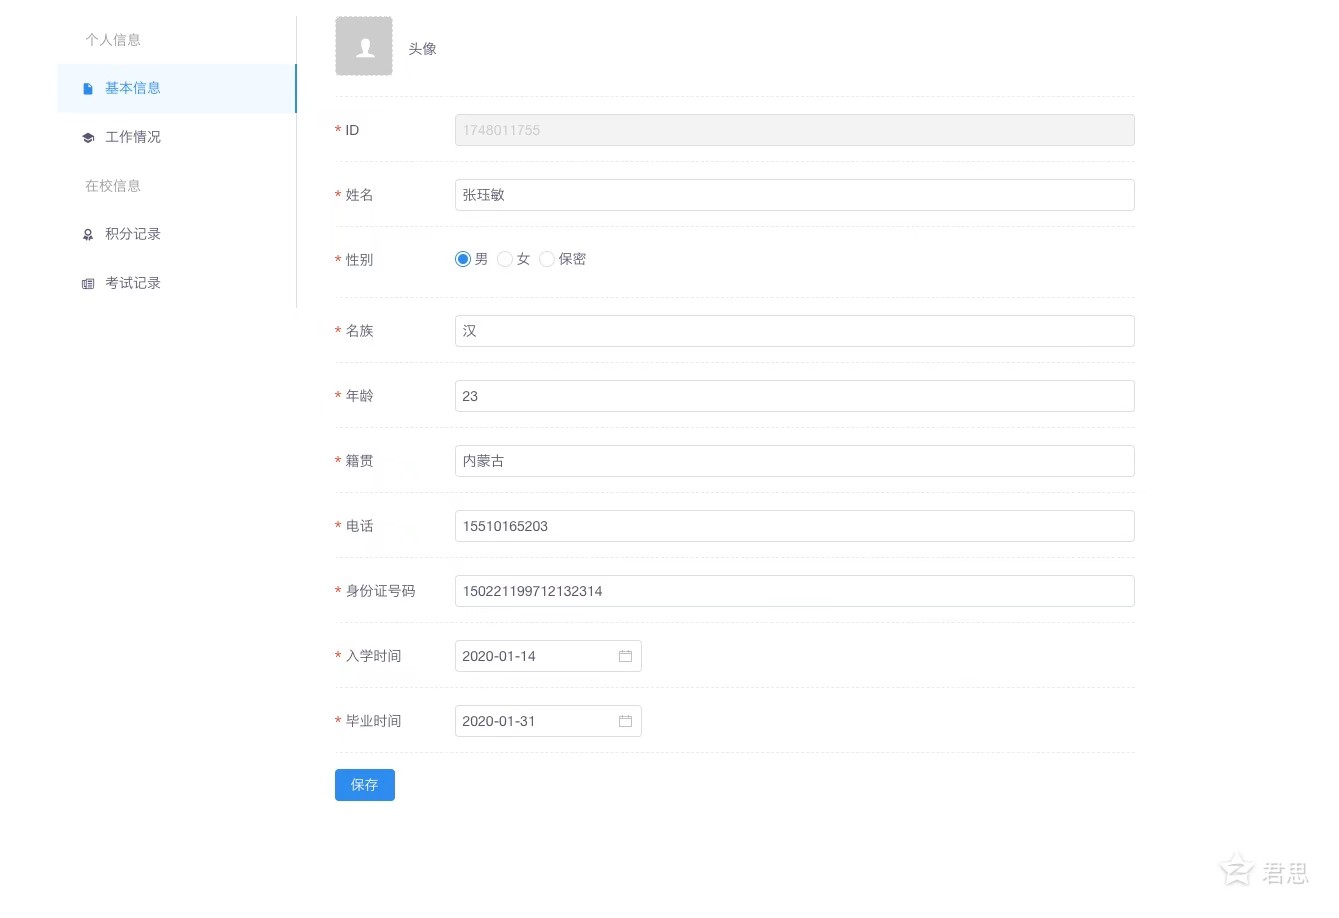 个人信息
基本信息
工作情况
在校信息
积分记录
考试记录
头像
* ID
1748011755
* 姓名
张珏敏
* 性别
男 女 保密
* 名族
汉
* 年龄
23
* 籍贯
内蒙古
* 电话
15510165203
* 身份证号码
150221199712132314
* 入学时间
2020-01-14
* 毕业时间
2020-01-31
保存
君思